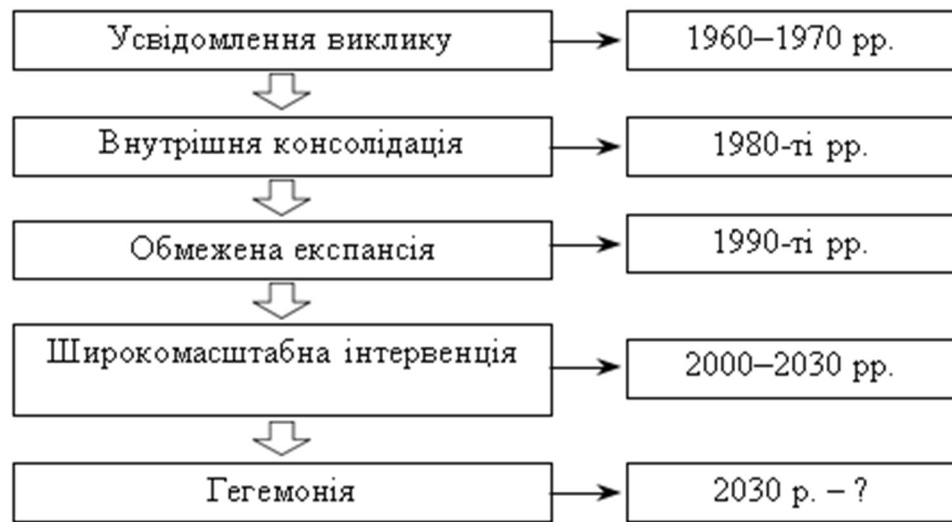 Усвідомлення виклику
1960–1970 рр.
Внутрішня консолідація
1980-ті рр.
Обмежена експансія
1990-ті рр.
Широкомасштабна інтервенція
2000–2030 рр.
Гегемонія
2030 р. – ?